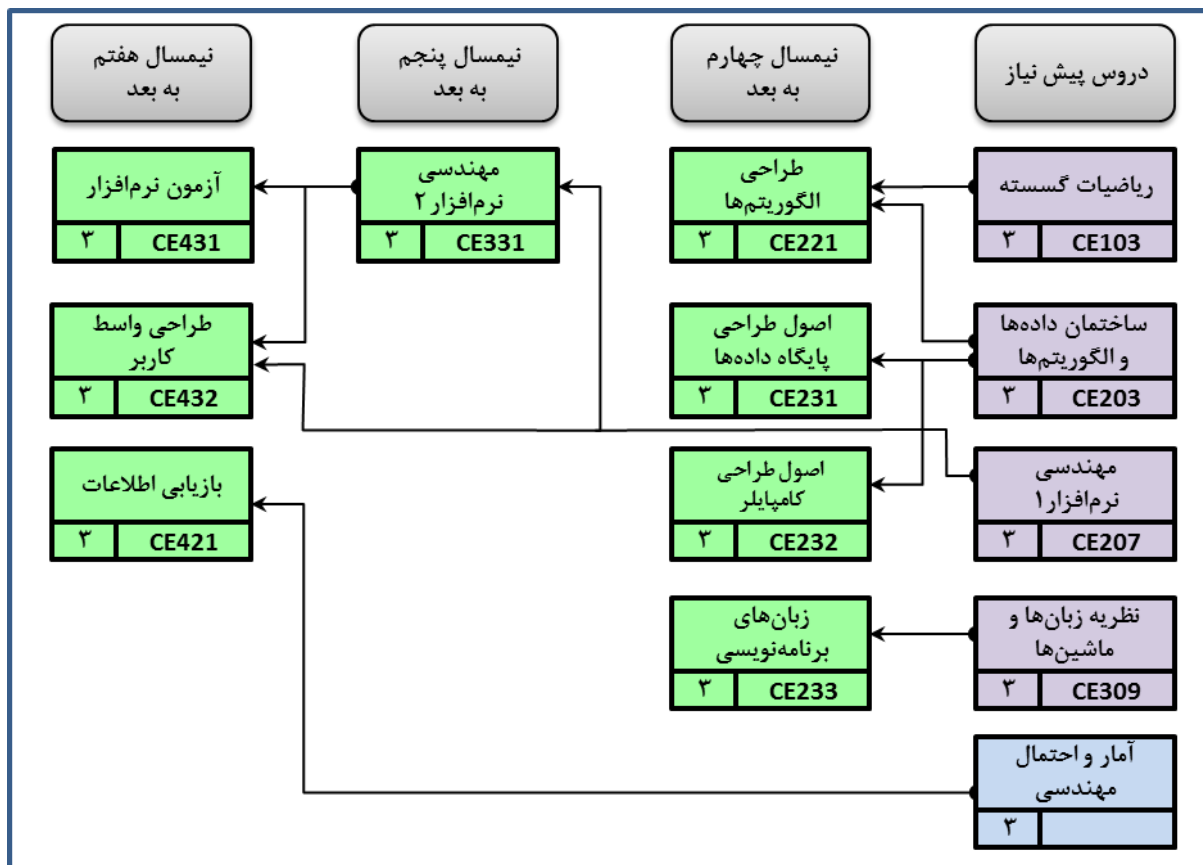 دروس پیش نیاز
نیمسال چهارم
به بعد
نیمسال پنجم
به بعد
نیمسال هفتم
به بعد
ریاضیات گسسته
CE103 ۳
طراحی
الگوریتم‌ها
CE221 ۳
مهندسی
نرم‌افزار ۲
CE331 ۳
آزمون نرم‌افزار
CE431 ۳
ساختمان داده‌ها
و الگوریتم‌ها
CE203 ۳
اصول طراحی
پایگاه داده‌ها
CE231 ۳
طراحی واسط
کاربر
CE432 ۳
مهندسی
نرم‌افزار ۱
CE207 ۳
اصول طراحی
کامپایلر
CE232 ۳
بازیابی اطلاعات
CE421 ۳
نظریه زبان‌ها و
ماشین‌ها
CE309 ۳
زبان‌های
برنامه‌نویسی
CE233 ۳
آمار و احتمال
مهندسی
۳